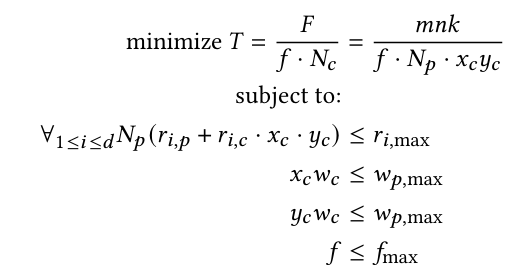 minimize T = F / (f · N_c) = mnk / (f · N_p · x_c y_c)
subject to:
∀_{1≤i≤d} N_p (r_{i,p} + r_{i,c} · x_c · y_c) ≤ r_{i,max}
x_c w_c ≤ w_{p,max}
y_c w_c ≤ w_{p,max}
f ≤ f_max